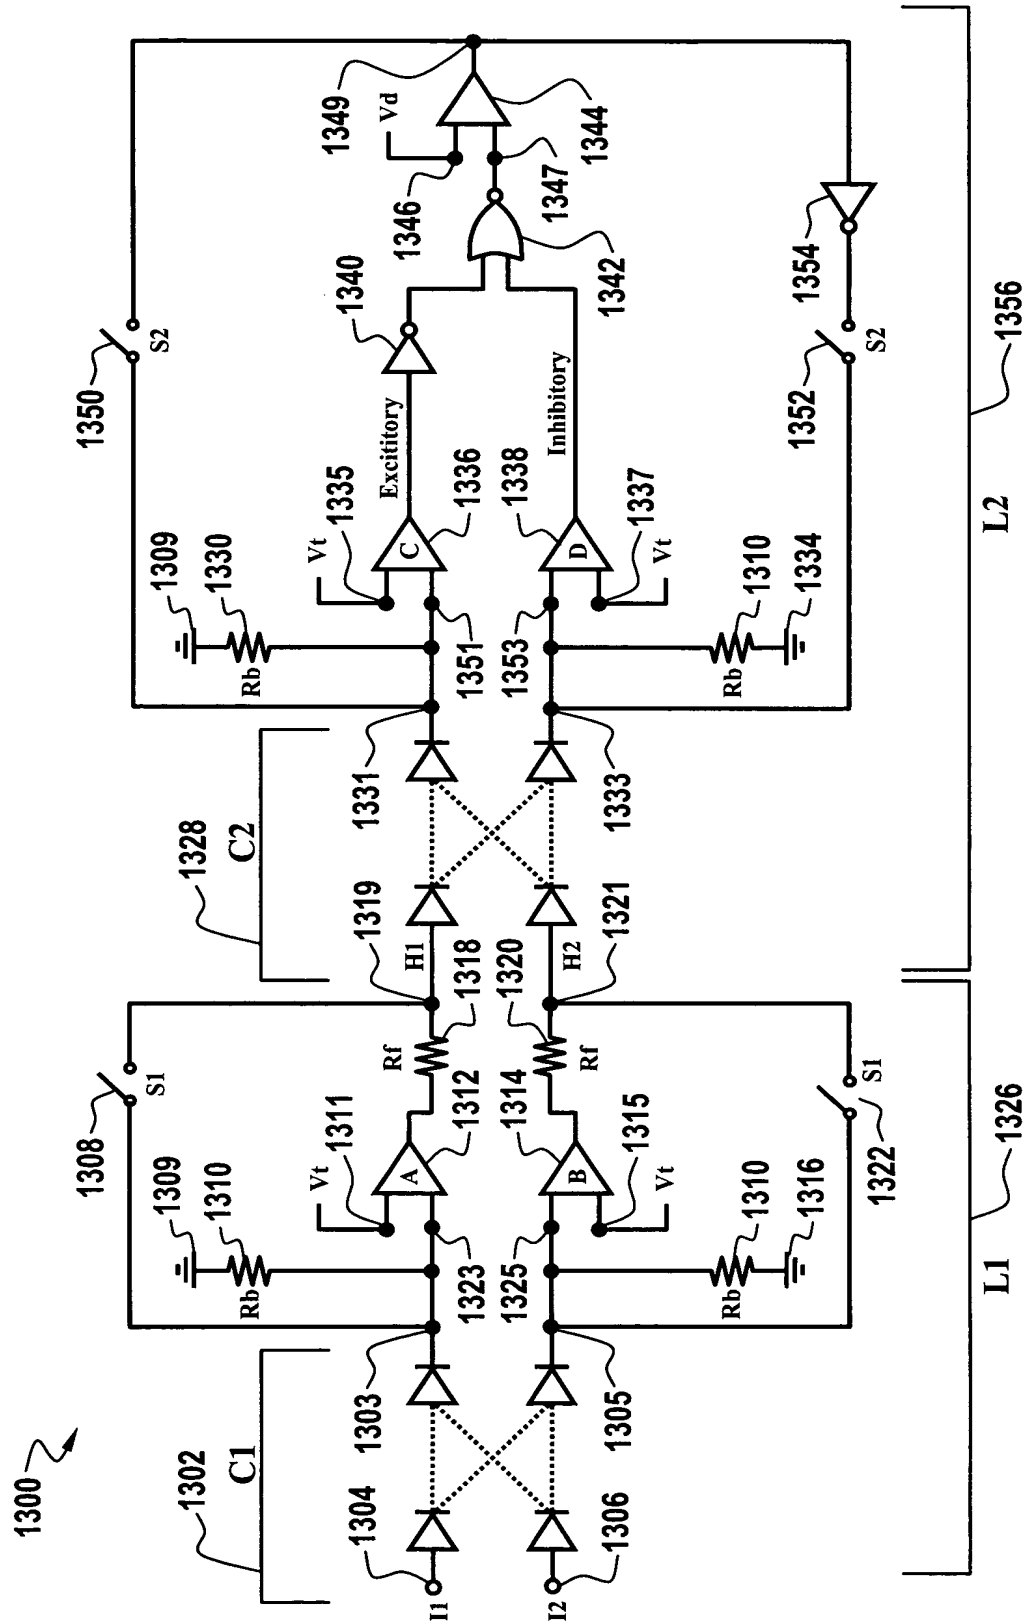 1300
1302
C1
1304
I1
I2
1306
1303
1305
1308
S1
1309
1310
Rb
1323
1325
Rb
1310
1316
Vt
1311
A
1312
B
1314
1315
Vt
Rf
1318
Rf
1320
S1
1322
1319
1321
H1
H2
L1
1326
1328
C2
1331
1333
1309
1330
Rb
1351
1353
Rb
1310
1334
Vt
1335
C
1336
D
1338
1337
Vt
Excititory
Inhibitory
1340
1342
1350
S2
1352
S2
1354
Vd
1346
1347
1344
1349
L2
1356